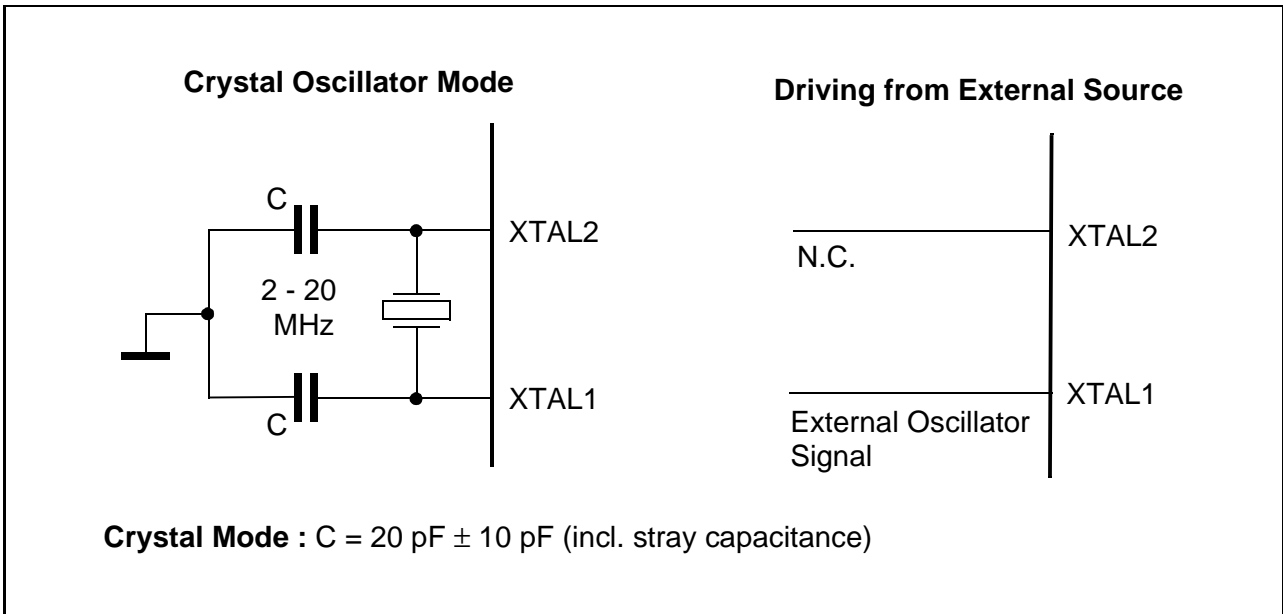 Crystal Oscillator Mode
C
2 - 20
MHz
C
XTAL2
XTAL1
Driving from External Source
N.C.
XTAL2
External Oscillator
Signal
XTAL1
Crystal Mode : C = 20 pF ± 10 pF (incl. stray capacitance)